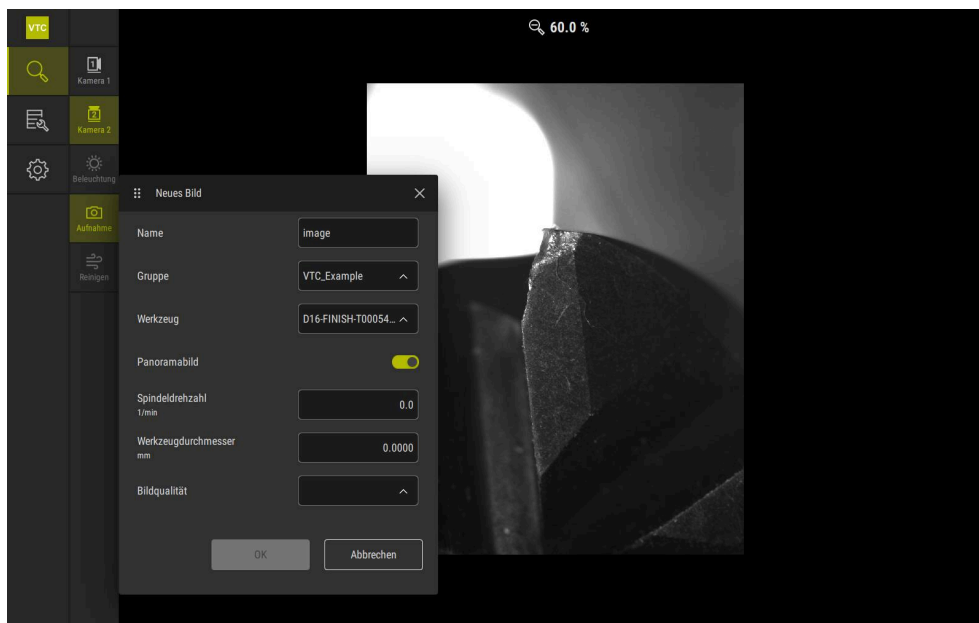 VTC
60.0 %
Kamera 1
Kamera 2
Beleuchtung
Aufnahme
Reinigen
Neues Bild
Name
image
Gruppe
VTC_Example
Werkzeug
D16-FINISH-T00054...
Panoramabild
Spindeldrehzahl
1/min
0.0
Werkzeugdurchmesser
mm
0.0000
Bildqualität
OK
Abbrechen